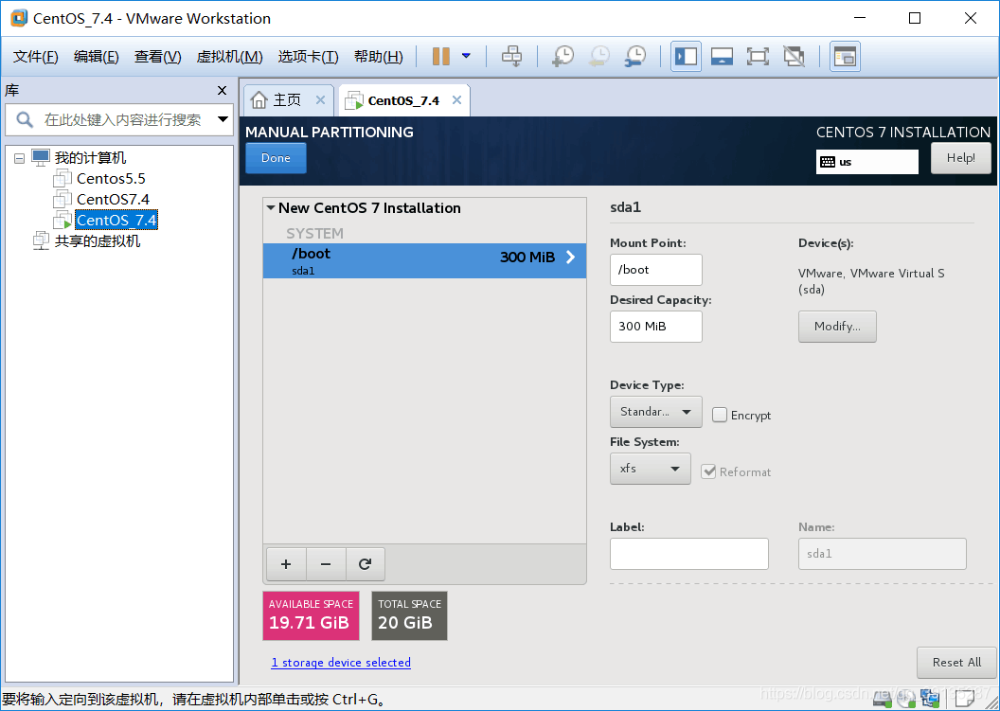 CentOS_7.4 - VMware Workstation
文件(F) 编辑(E) 查看(V) 虚拟机(M) 选项卡(T) 帮助(H)
库
主页
CentOS_7.4
在此处键入内容进行搜索
我的计算机
Centos5.5
CentOS7.4
CentOS_7.4
共享的虚拟机
MANUAL PARTITIONING
CENTOS 7 INSTALLATION
Done
us
Help!
New CentOS 7 Installation
SYSTEM
/boot
300 MiB
sda1
sda1
Mount Point:
Device(s):
/boot
VMware, VMware Virtual S
(sda)
Desired Capacity:
300 MiB
Modify...
Device Type:
Standar...
Encrypt
File System:
xfs
Reformat
Label:
Name:
sda1
AVAILABLE SPACE
19.71 GiB
TOTAL SPACE
20 GiB
1 storage device selected
Reset All
要将输入定向到该虚拟机，请在虚拟机内部单击或按 Ctrl+G。